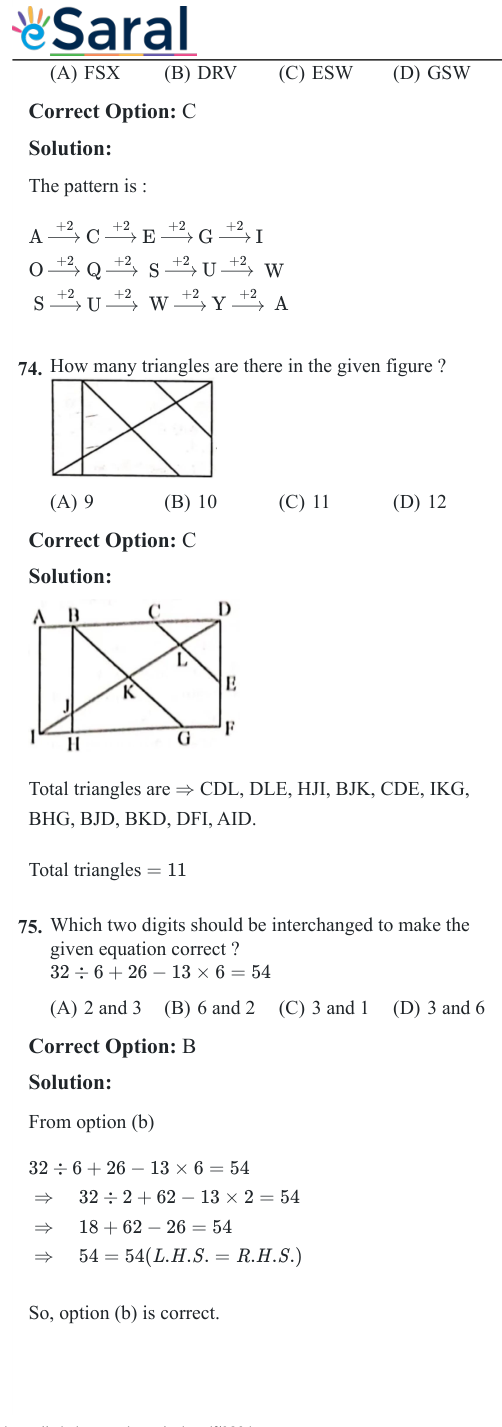 eSaral
(A) FSX (B) DRV (C) ESW (D) GSW
Correct Option: C
Solution:
The pattern is :
A +2→ C +2→ E +2→ G +2→ I
O +2→ Q +2→ S +2→ U +2→ W
S +2→ U +2→ W +2→ Y +2→ A
74. How many triangles are there in the given figure ?
(A) 9 (B) 10 (C) 11 (D) 12
Correct Option: C
Solution:
A B C D
L
K E
J
I H G F
Total triangles are ⇒ CDL, DLE, HJI, BJK, CDE, IKG,
BHG, BJD, BKD, DFI, AID.
Total triangles = 11
75. Which two digits should be interchanged to make the
given equation correct ?
32 ÷ 6 + 26 − 13 × 6 = 54
(A) 2 and 3 (B) 6 and 2 (C) 3 and 1 (D) 3 and 6
Correct Option: B
Solution:
From option (b)
32 ÷ 6 + 26 − 13 × 6 = 54
⇒ 32 ÷ 2 + 62 − 13 × 2 = 54
⇒ 18 + 62 − 26 = 54
⇒ 54 = 54(L.H.S. = R.H.S.)
So, option (b) is correct.